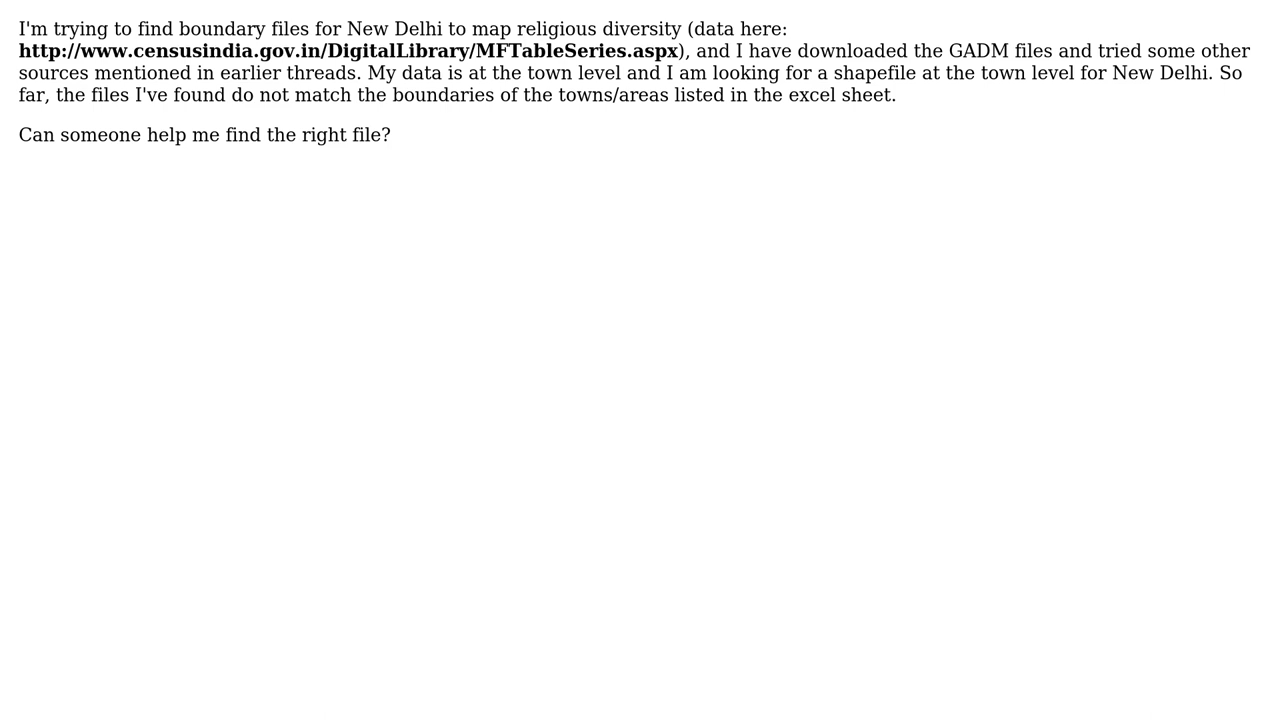 I'm trying to find boundary files for New Delhi to map religious diversity (data here:
http://www.censusindia.gov.in/DigitalLibrary/MFTableSeries.aspx), and I have downloaded the GADM files and tried some other
sources mentioned in earlier threads. My data is at the town level and I am looking for a shapefile at the town level for New Delhi. So
far, the files I've found do not match the boundaries of the towns/areas listed in the excel sheet.
Can someone help me find the right file?